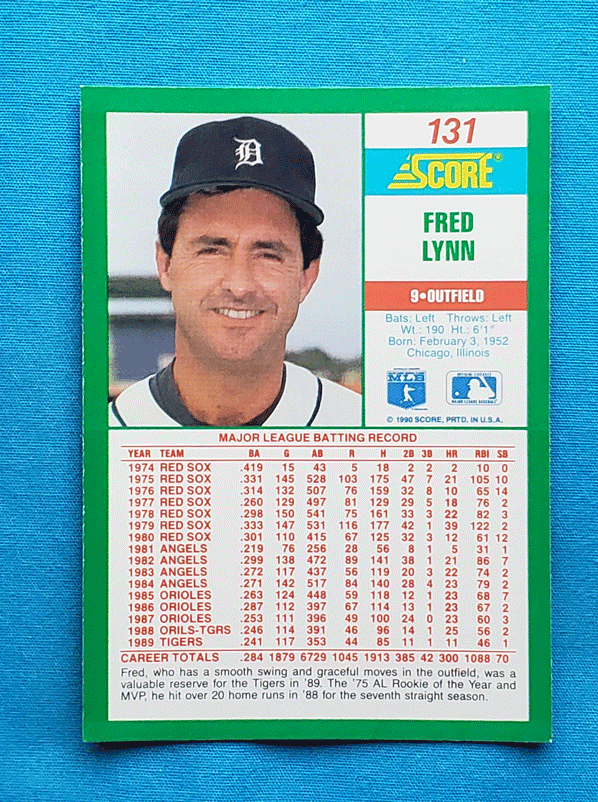 131
SCORE®
FRED
LYNN
9•OUTFIELD
Bats: Left Throws: Left
Wt.: 190 Ht.: 6'1"
Born: February 3, 1952
Chicago, Illinois
MLB
© 1990 SCORE, PRTD. IN U.S.A.
MAJOR LEAGUE BATTING RECORD
YEAR TEAM BA G AB R H 2B 3B HR RBI SB
1974 RED SOX .419 15 43 5 18 2 2 2 10 0
1975 RED SOX .331 145 528 103 175 47 7 21 105 10
1976 RED SOX .314 132 507 76 159 32 8 10 65 14
1977 RED SOX .260 129 497 81 129 29 5 18 76 2
1978 RED SOX .298 150 541 75 161 33 3 22 82 3
1979 RED SOX .333 147 531 116 177 42 1 39 122 2
1980 RED SOX .301 110 415 67 125 32 3 12 61 12
1981 ANGELS .219 76 256 28 56 8 1 5 31 1
1982 ANGELS .299 138 472 89 141 38 1 21 86 7
1983 ANGELS .272 117 437 56 119 20 3 22 74 2
1984 ANGELS .271 142 517 84 140 28 4 23 79 2
1985 ORIOLES .263 124 448 59 118 12 1 23 68 7
1986 ORIOLES .287 112 397 67 114 13 1 23 67 2
1987 ORIOLES .253 111 396 49 100 24 0 23 60 3
1988 ORILS-TGRS .246 114 391 46 96 14 1 25 56 2
1989 TIGERS .241 117 353 44 85 11 1 11 46 1
CAREER TOTALS .284 1879 6729 1045 1913 385 42 300 1088 70
Fred, who has a smooth swing and graceful moves in the outfield, was a
valuable reserve for the Tigers in '89. The '75 AL Rookie of the Year and
MVP, he hit over 20 home runs in '88 for the seventh straight season.